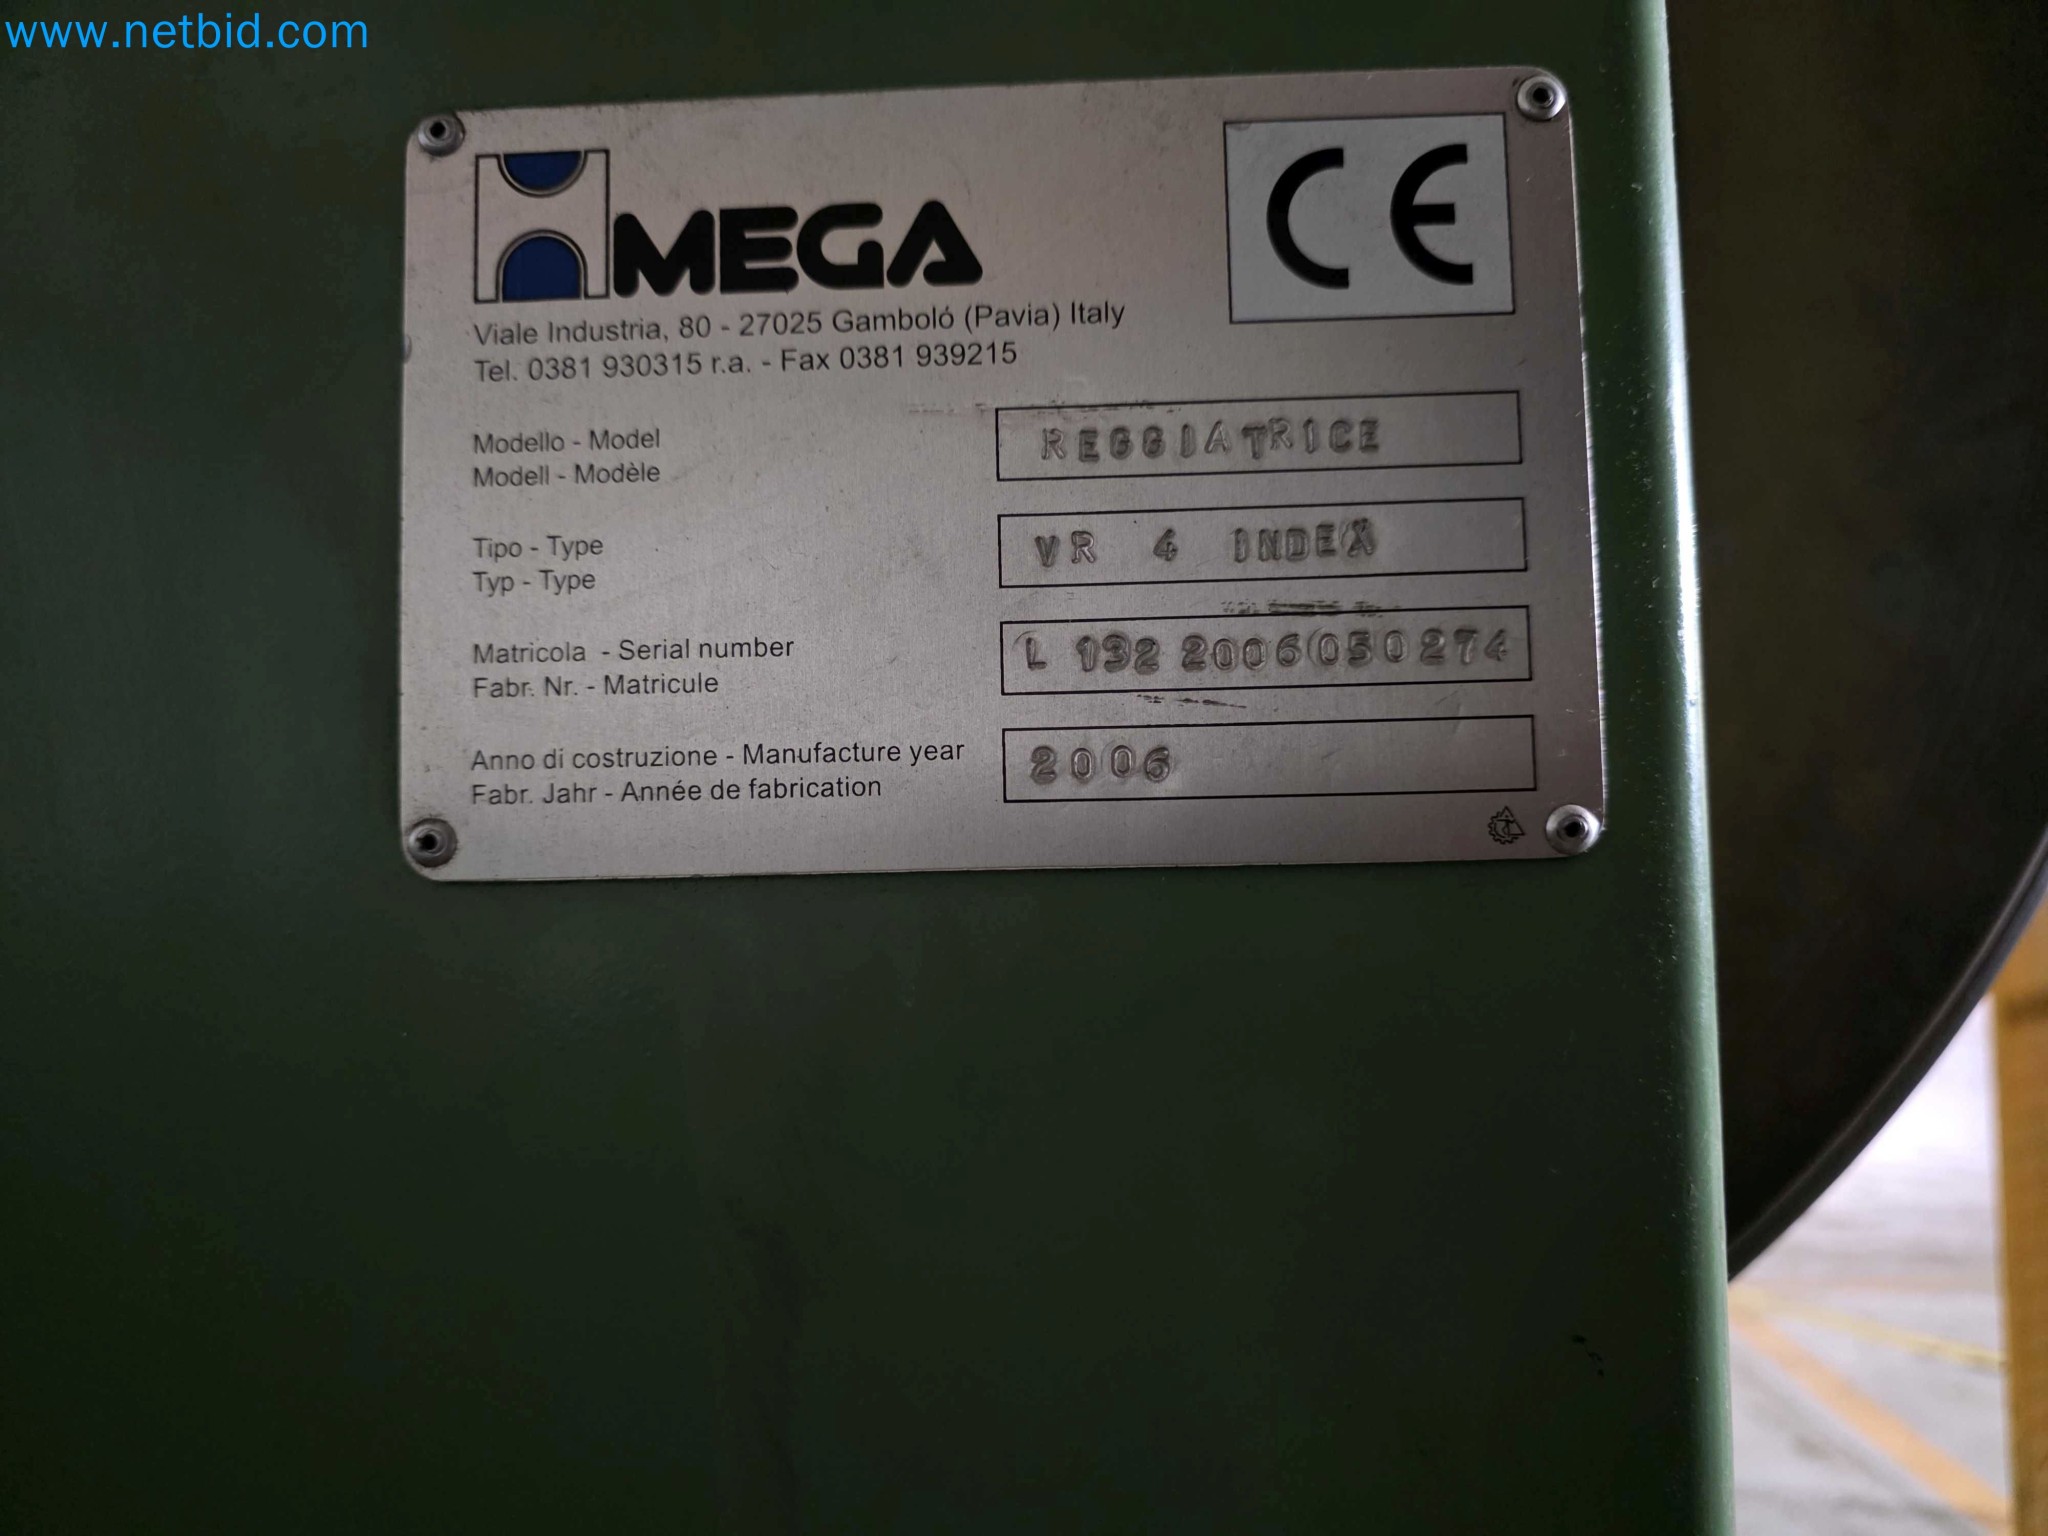 www.netbid.com
MEGA
CE
Viale Industria, 80 - 27025 Gamboló (Pavia) Italy
Tel. 0381 930315 r.a. - Fax 0381 939215
Modello - Model
Modell - Modèle
REGGIATRICE
Tipo - Type
Typ - Type
VR 4 INDEX
Matricola - Serial number
Fabr. Nr. - Matricule
L 132 2006050274
Anno di costruzione - Manufacture year
Fabr. Jahr - Année de fabrication
2006